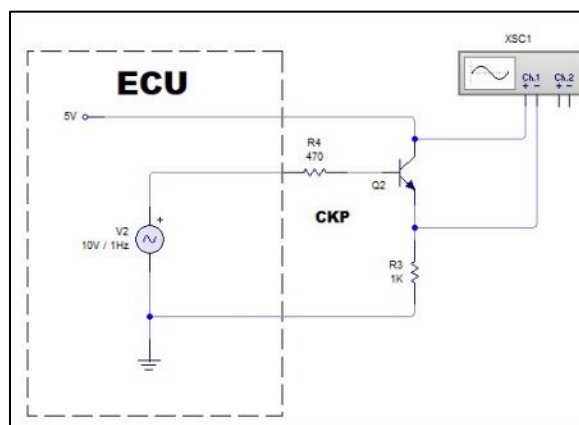 XSC1
ECU
Ch.1 Ch.2
+ − + −
5V
R4
470
Q2
CKP
+
V2
10V / 1Hz
R3
1K